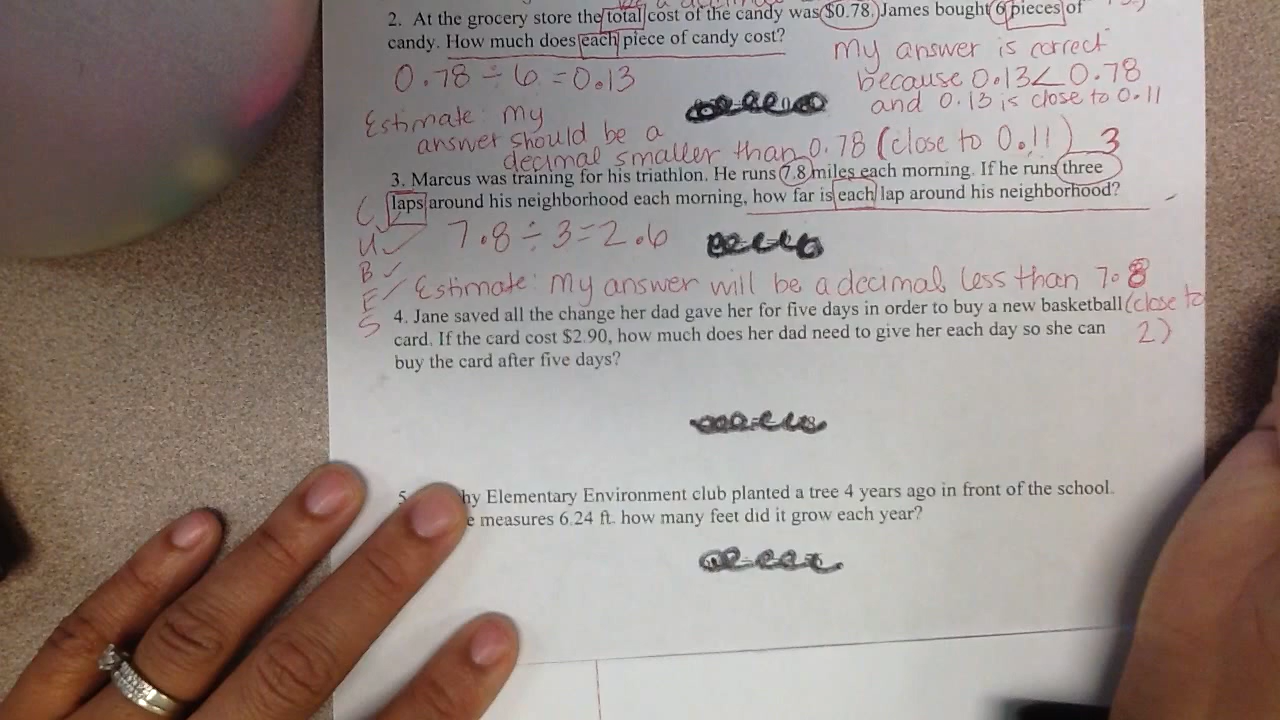 2. At the grocery store the total cost of the candy was $0.78. James bought 6 pieces of
candy. How much does each piece of candy cost?
0.78 ÷ 6 = 0.13
my answer is correct
because 0.13 < 0.78
and 0.13 is close to 0.11
Estimate: my
answer should be a
decimal smaller than 0.78 (close to 0.11)
3
3. Marcus was training for his triathlon. He runs 7.8 miles each morning. If he runs three
laps around his neighborhood each morning, how far is each lap around his neighborhood?
C
U ✓
B ✓
E ✓
S
7.8 ÷ 3 = 2.6
Estimate: My answer will be a decimal less than 7.8
(close to
2)
4. Jane saved all the change her dad gave her for five days in order to buy a new basketball
card. If the card cost $2.90, how much does her dad need to give her each day so she can
buy the card after five days?
5. hy Elementary Environment club planted a tree 4 years ago in front of the school.
e measures 6.24 ft. how many feet did it grow each year?